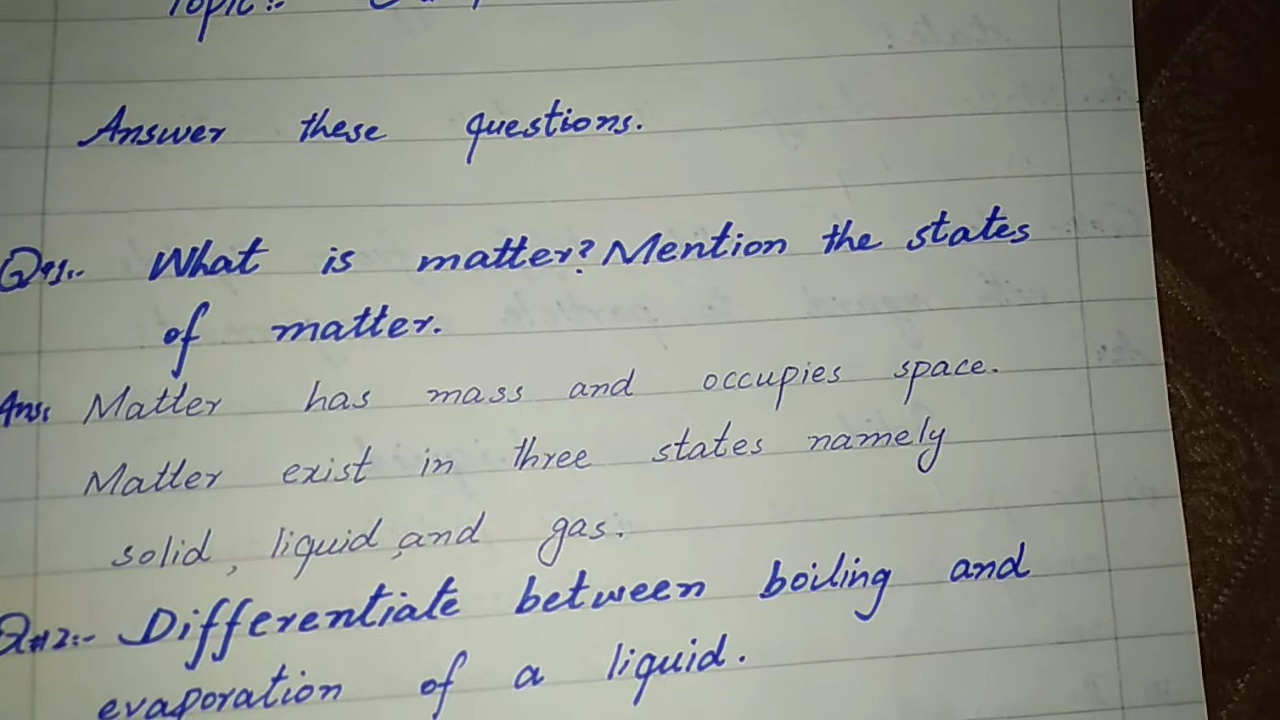 Topic:-
Answer these questions.
Q#1:- What is matter? Mention the states
of matter.
Ans: Matter has mass and occupies space.
Matter exist in three states namely
solid, liquid, and gas.
Q#2:- Differentiate between boiling and
evaporation of a liquid.